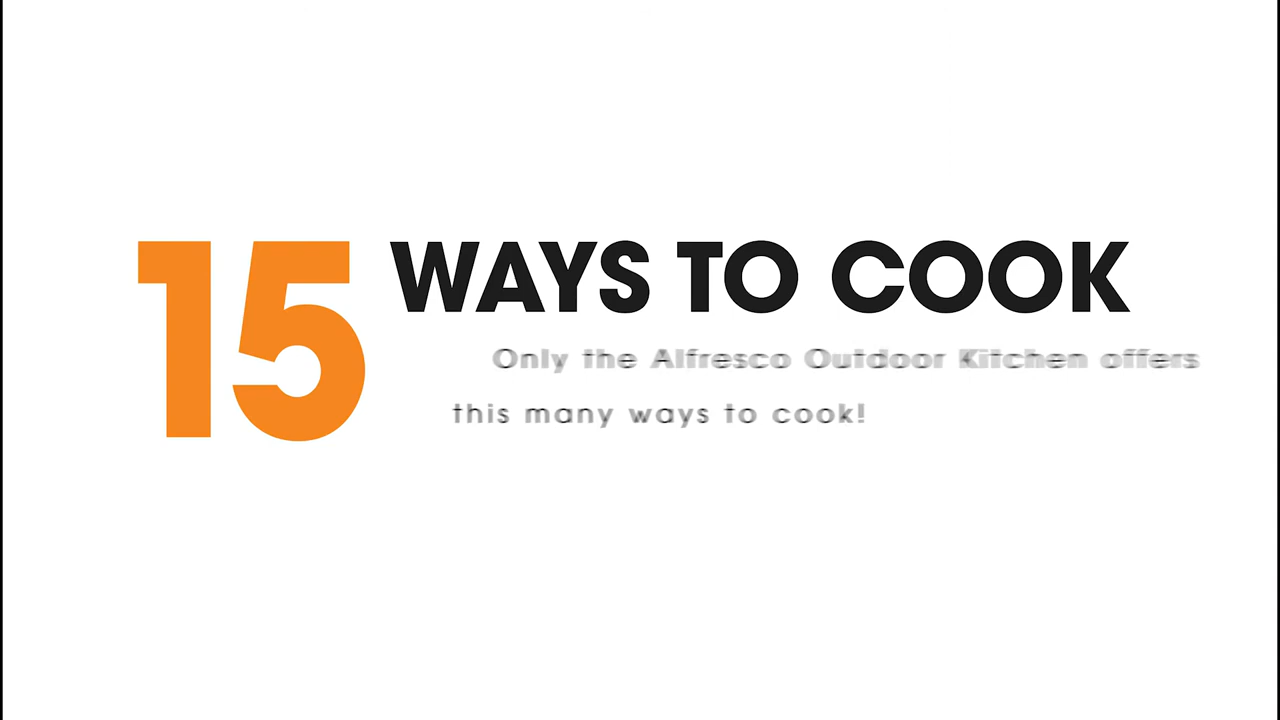 15 WAYS TO COOK
Only the Alfresco Outdoor Kitchen offers
this many ways to cook!